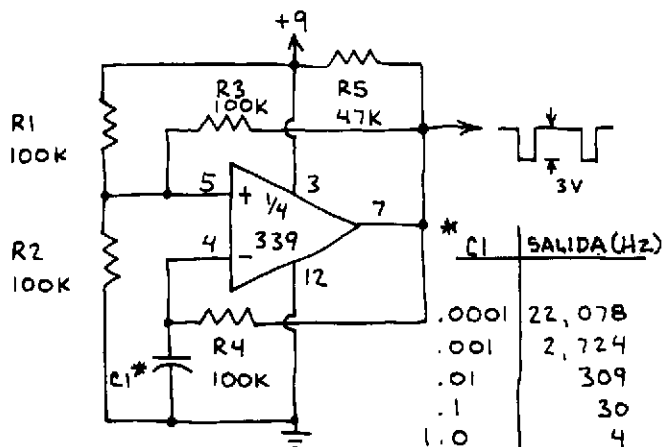 +9
R1
100K
R3
100K
R5
47K
5
+
3
1/4
339
7
4
-
12
R2
100K
R4
100K
C1*
3V
*
C1 SALIDA (Hz)
.0001 22,078
.001 2,724
.01 309
.1 30
1.0 4